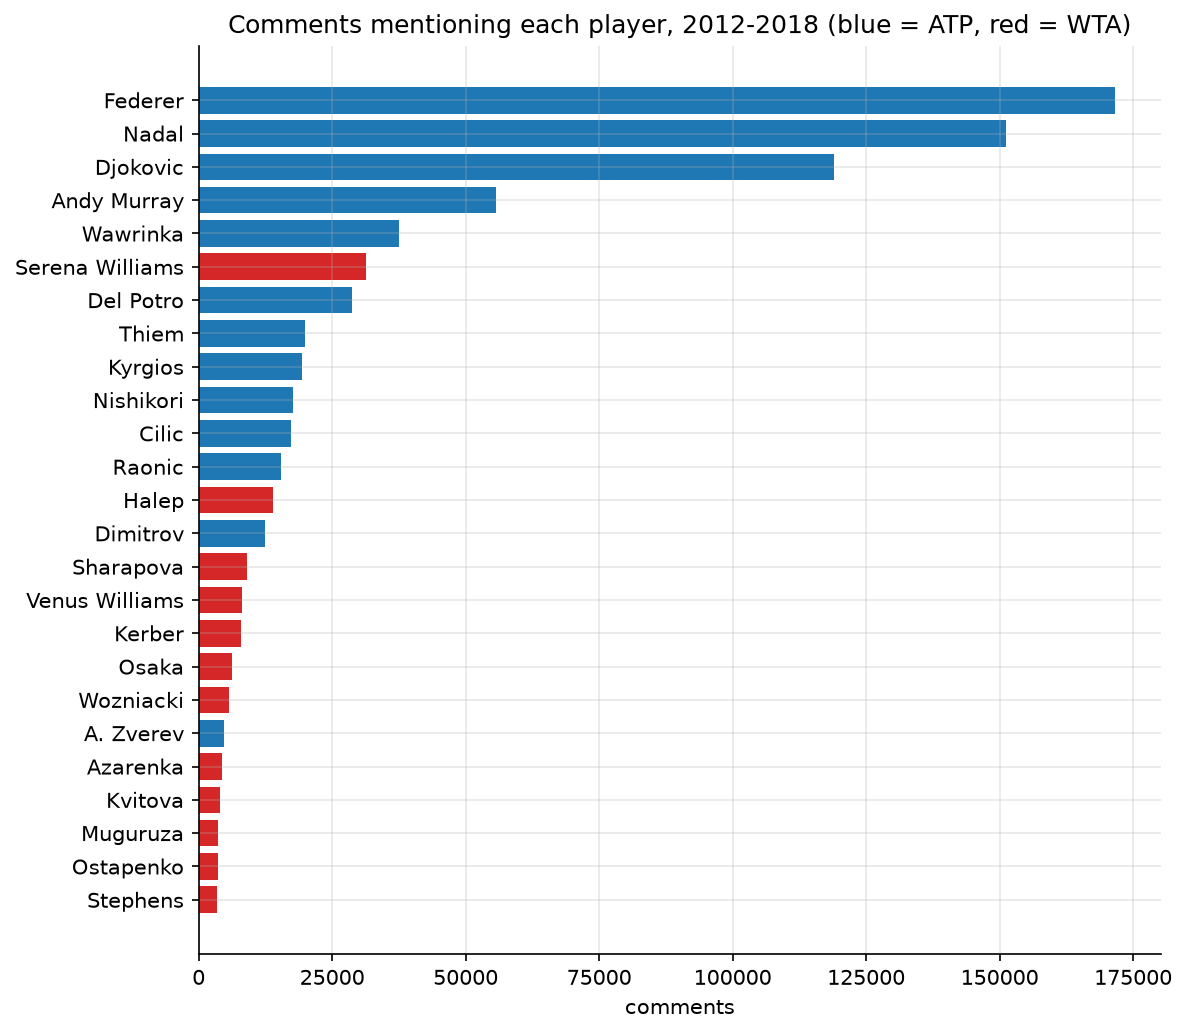 Comments mentioning each player, 2012-2018 (blue = ATP, red = WTA)
Federer
Nadal
Djokovic
Andy Murray
Wawrinka
Serena Williams
Del Potro
Thiem
Kyrgios
Nishikori
Cilic
Raonic
Halep
Dimitrov
Sharapova
Venus Williams
Kerber
Osaka
Wozniacki
A. Zverev
Azarenka
Kvitova
Muguruza
Ostapenko
Stephens
0 25000 50000 75000 100000 125000 150000 175000
comments